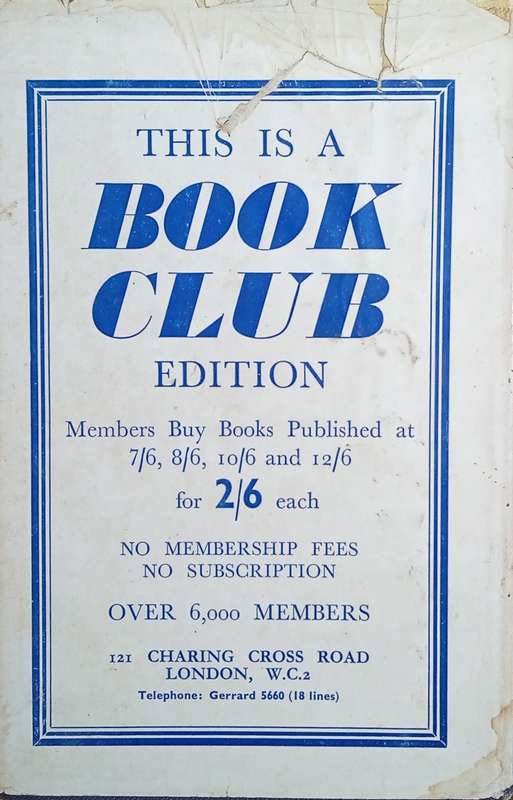 THIS IS A
BOOK
CLUB
EDITION
Members Buy Books Published at
7/6, 8/6, 10/6 and 12/6
for 2/6 each
NO MEMBERSHIP FEES
NO SUBSCRIPTION
OVER 6,000 MEMBERS
121 CHARING CROSS ROAD
LONDON, W.C.2
Telephone: Gerrard 5660 (18 lines)